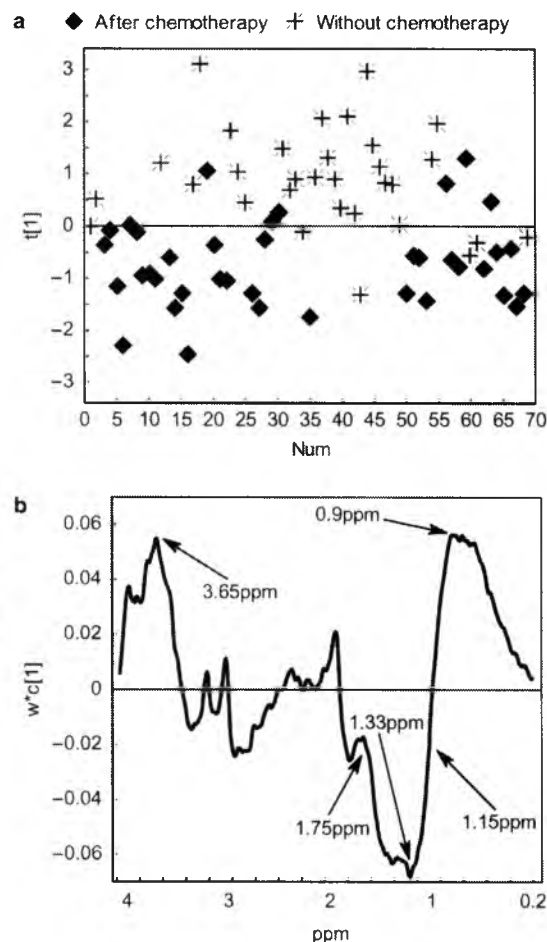 a ◆ After chemotherapy + Without chemotherapy
3
2
1
0
−1
−2
−3
t[1]
0 5 10 15 20 25 30 35 40 45 50 55 60 65 70
Num
b
0.06
0.04
0.02
0
−0.02
−0.04
−0.06
w*c[1]
0.9ppm
3.65ppm
1.33ppm
1.75ppm
1.15ppm
4 3 2 1 0.2
ppm